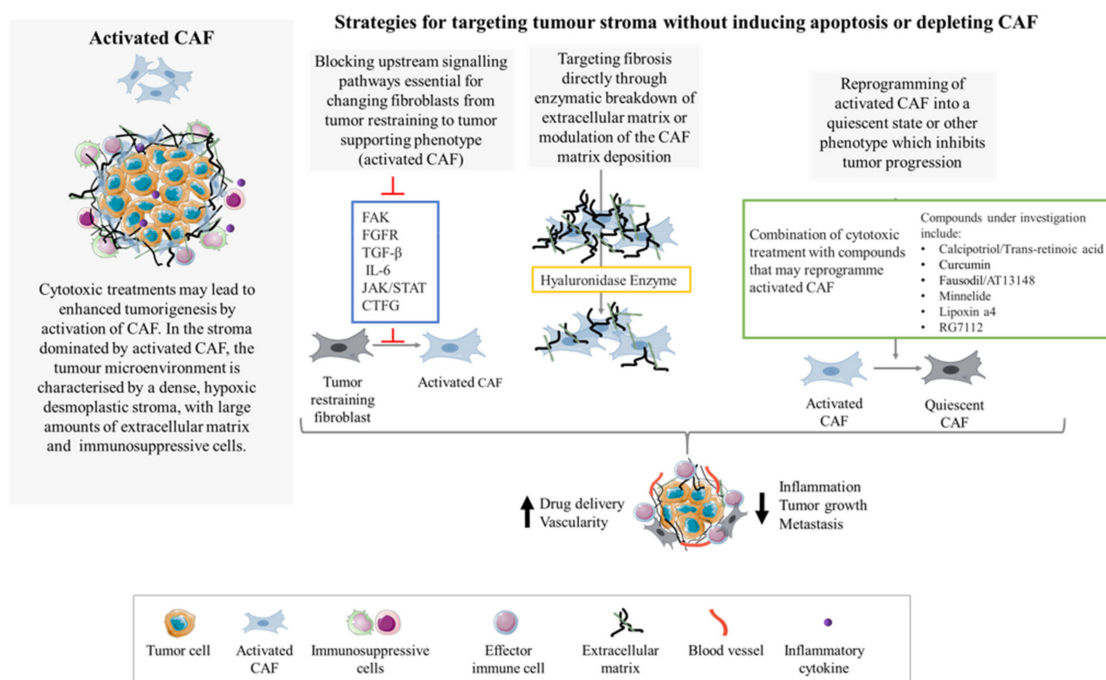 Strategies for targeting tumour stroma without inducing apoptosis or depleting CAF
Activated CAF
Cytotoxic treatments may lead to
enhanced tumorigenesis by
activation of CAF. In the stroma
dominated by activated CAF, the
tumour microenvironment is
characterised by a dense, hypoxic
desmoplastic stroma, with large
amounts of extracellular matrix
and immunosuppressive cells.
Blocking upstream signalling
pathways essential for
changing fibroblasts from
tumor restraining to tumor
supporting phenotype
(activated CAF)
FAK
FGFR
TGF-β
IL-6
JAK/STAT
CTFG
Tumor
restraining
fibroblast
Activated CAF
Targeting fibrosis
directly through
enzymatic breakdown of
extracellular matrix or
modulation of the CAF
matrix deposition
Hyaluronidase Enzyme
Reprogramming of
activated CAF into a
quiescent state or other
phenotype which inhibits
tumor progression
Combination of cytotoxic
treatment with compounds
that may reprogramme
activated CAF
Compounds under investigation
include:
• Calcipotriol/Trans-retinoic acid
• Curcumin
• Fausodil/AT13148
• Minnelide
• Lipoxin a4
• RG7112
Activated
CAF
Quiescent
CAF
Drug delivery
Vascularity
Inflammation
Tumor growth
Metastasis
Tumor cell
Activated
CAF
Immunosuppressive
cells
Effector
immune cell
Extracellular
matrix
Blood vessel
Inflammatory
cytokine